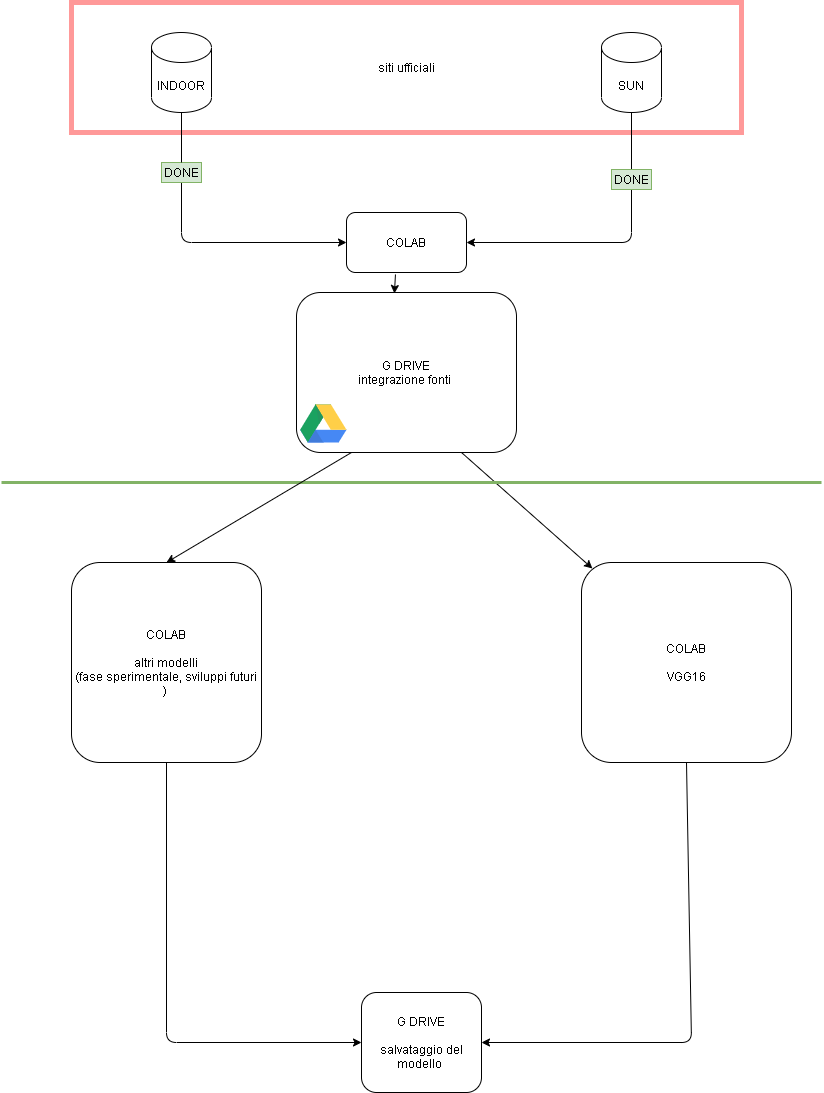 siti ufficiali
INDOOR
SUN
DONE
DONE
COLAB
G DRIVE
integrazione fonti
COLAB
altri modelli
(fase sperimentale, sviluppi futuri
)
COLAB
VGG16
G DRIVE
salvataggio del
modello